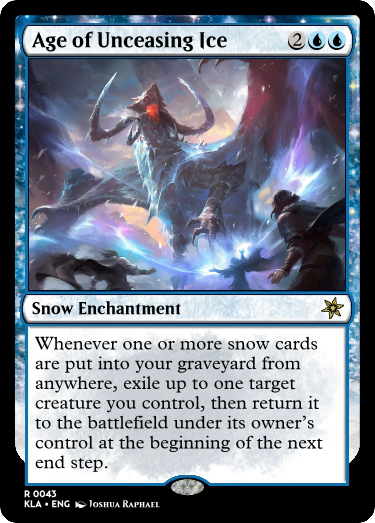 Age of Unceasing Ice 2
Snow Enchantment
Whenever one or more snow cards
are put into your graveyard from
anywhere, exile up to one target
creature you control, then return it
to the battlefield under its owner's
control at the beginning of the next
end step.
R 0043
KLA • ENG Joshua Raphael